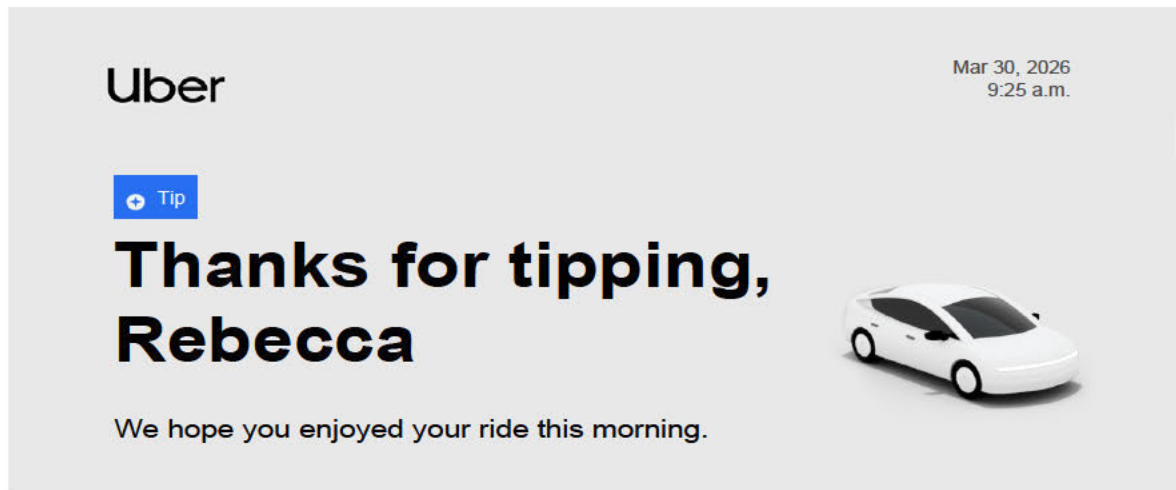 Uber
Mar 30, 2026
9:25 a.m.
Tip
Thanks for tipping,
Rebecca
We hope you enjoyed your ride this morning.